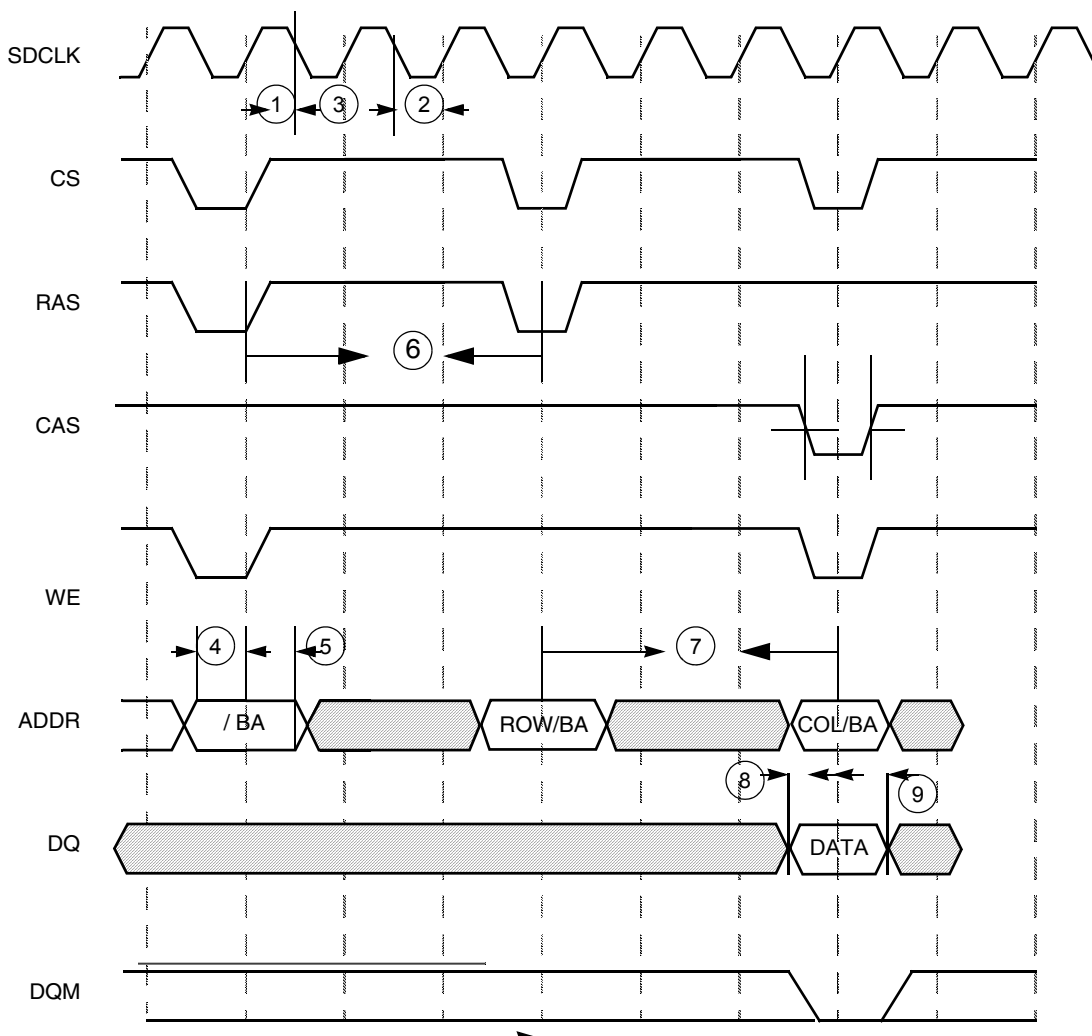 SDCLK
1 3 2
CS
RAS
6
CAS
WE
4 5 7
ADDR / BA ROW/BA COL/BA
8 9
DQ DATA
DQM